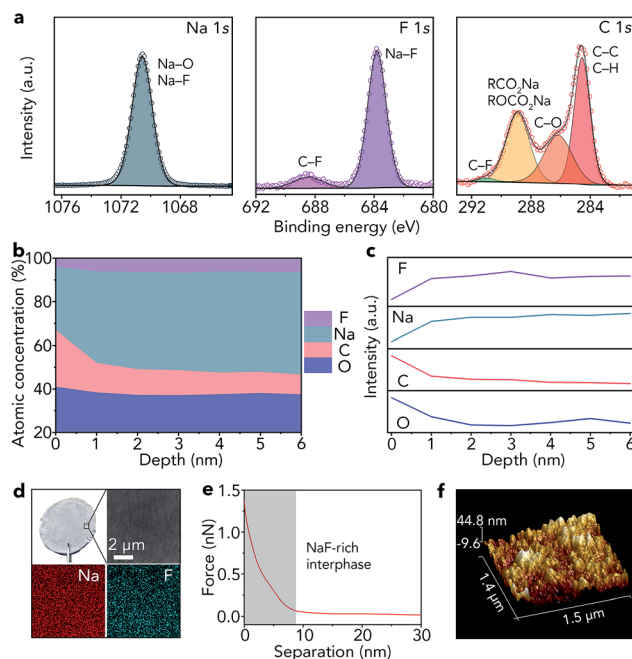 a
Na 1s
F 1s
C 1s
Intensity (a.u.)
Na–O
Na–F
Na–F
C–F
C–C
C–H
RCO2Na
ROCO2Na
C–O
C–F
1076 1072 1068
692 688 684 680
292 288 284
Binding energy (eV)
b
Atomic concentration (%)
100
80
60
40
20
0 1 2 3 4 5 6
Depth (nm)
F
Na
C
O
c
Intensity (a.u.)
F
Na
C
O
0 1 2 3 4 5 6
Depth (nm)
d
2 μm
Na
F
e
Force (nN)
1.5
1.0
0.5
0.0
NaF-rich
interphase
0 10 20 30
Separation (nm)
f
44.8 nm
-9.6
1.4 μm
1.5 μm